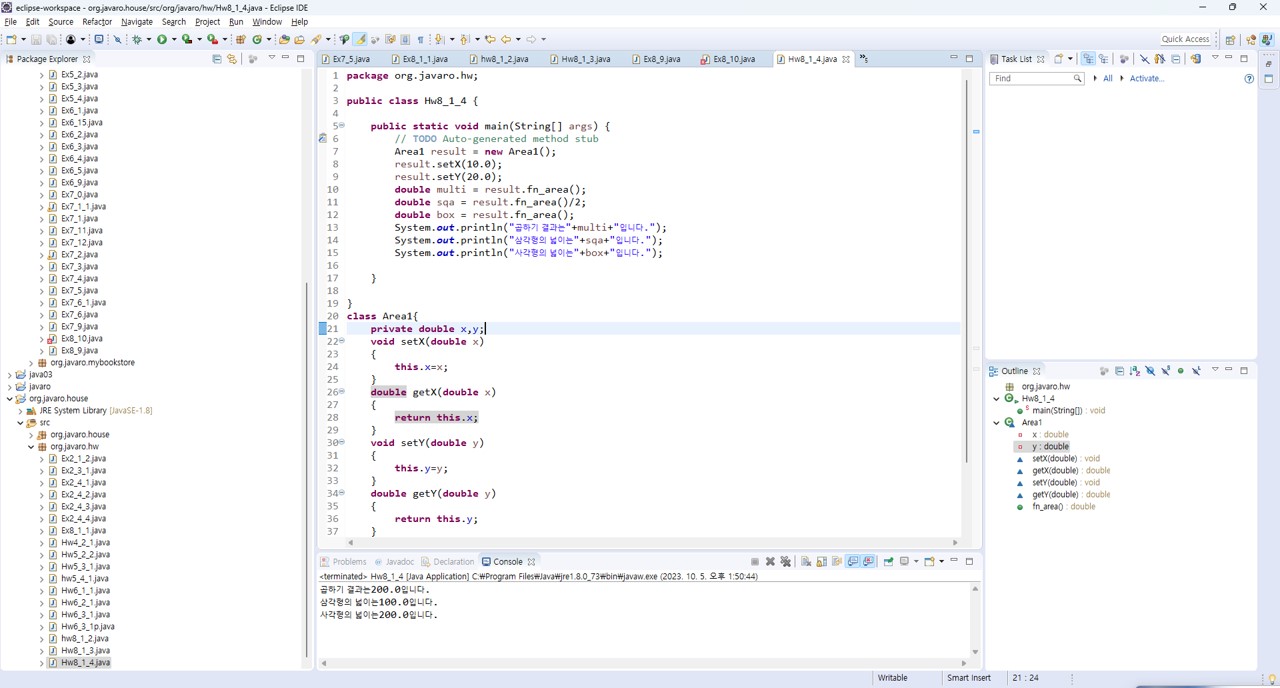 eclipse-workspace - org.javaro.house/src/org/javaro/hw/Hw8_1_4.java - Eclipse IDE
File Edit Source Refactor Navigate Search Project Run Window Help
Quick Access
Package Explorer
Ex5_2.java
Ex5_3.java
Ex5_4.java
Ex6_1.java
Ex6_15.java
Ex6_2.java
Ex6_3.java
Ex6_4.java
Ex6_5.java
Ex6_9.java
Ex7_0.java
Ex7_1_1.java
Ex7_1.java
Ex7_11.java
Ex7_12.java
Ex7_2.java
Ex7_3.java
Ex7_4.java
Ex7_5.java
Ex7_6_1.java
Ex7_6.java
Ex7_9.java
Ex8_10.java
Ex8_9.java
org.javaro.mybookstore
java03
javaro
org.javaro.house
JRE System Library [JavaSE-1.8]
src
org.javaro.house
org.javaro.hw
Ex2_1_2.java
Ex2_3_1.java
Ex2_4_1.java
Ex2_4_2.java
Ex2_4_3.java
Ex2_4_4.java
Ex8_1_1.java
Hw4_2_1.java
Hw5_2_2.java
Hw5_3_1.java
hw5_4_1.java
Hw6_1_1.java
Hw6_2_1.java
Hw6_3_1.java
Hw6_3_1p.java
hw8_1_2.java
Hw8_1_3.java
Hw8_1_4.java
Ex7_5.java Ex8_1_1.java hw8_1_2.java Hw8_1_3.java Ex8_9.java Ex8_10.java Hw8_1_4.java »5
1 package org.javaro.hw;
2
3 public class Hw8_1_4 {
4
5 public static void main(String[] args) {
6 // TODO Auto-generated method stub
7 Area1 result = new Area1();
8 result.setX(10.0);
9 result.setY(20.0);
10 double multi = result.fn_area();
11 double sqa = result.fn_area()/2;
12 double box = result.fn_area();
13 System.out.println("곱하기 결과는"+multi+"입니다.");
14 System.out.println("삼각형의 넓이는"+sqa+"입니다.");
15 System.out.println("사각형의 넓이는"+box+"입니다.");
16
17 }
18
19 }
20 class Area1{
21 private double x,y;
22 void setX(double x)
23 {
24 this.x=x;
25 }
26 double getX(double x)
27 {
28 return this.x;
29 }
30 void setY(double y)
31 {
32 this.y=y;
33 }
34 double getY(double y)
35 {
36 return this.y;
37 }
Problems Javadoc Declaration Console
<terminated> Hw8_1_4 [Java Application] C:₩Program Files₩Java₩jre1.8.0_73₩bin₩javaw.exe (2023. 10. 5. 오후 1:50:44)
곱하기 결과는200.0입니다.
삼각형의 넓이는100.0입니다.
사각형의 넓이는200.0입니다.
Task List
Find All Activate...
Outline
org.javaro.hw
Hw8_1_4
main(String[]) : void
Area1
x : double
y : double
setX(double) : void
getX(double) : double
setY(double) : void
getY(double) : double
fn_area() : double
Writable Smart Insert 21 : 24